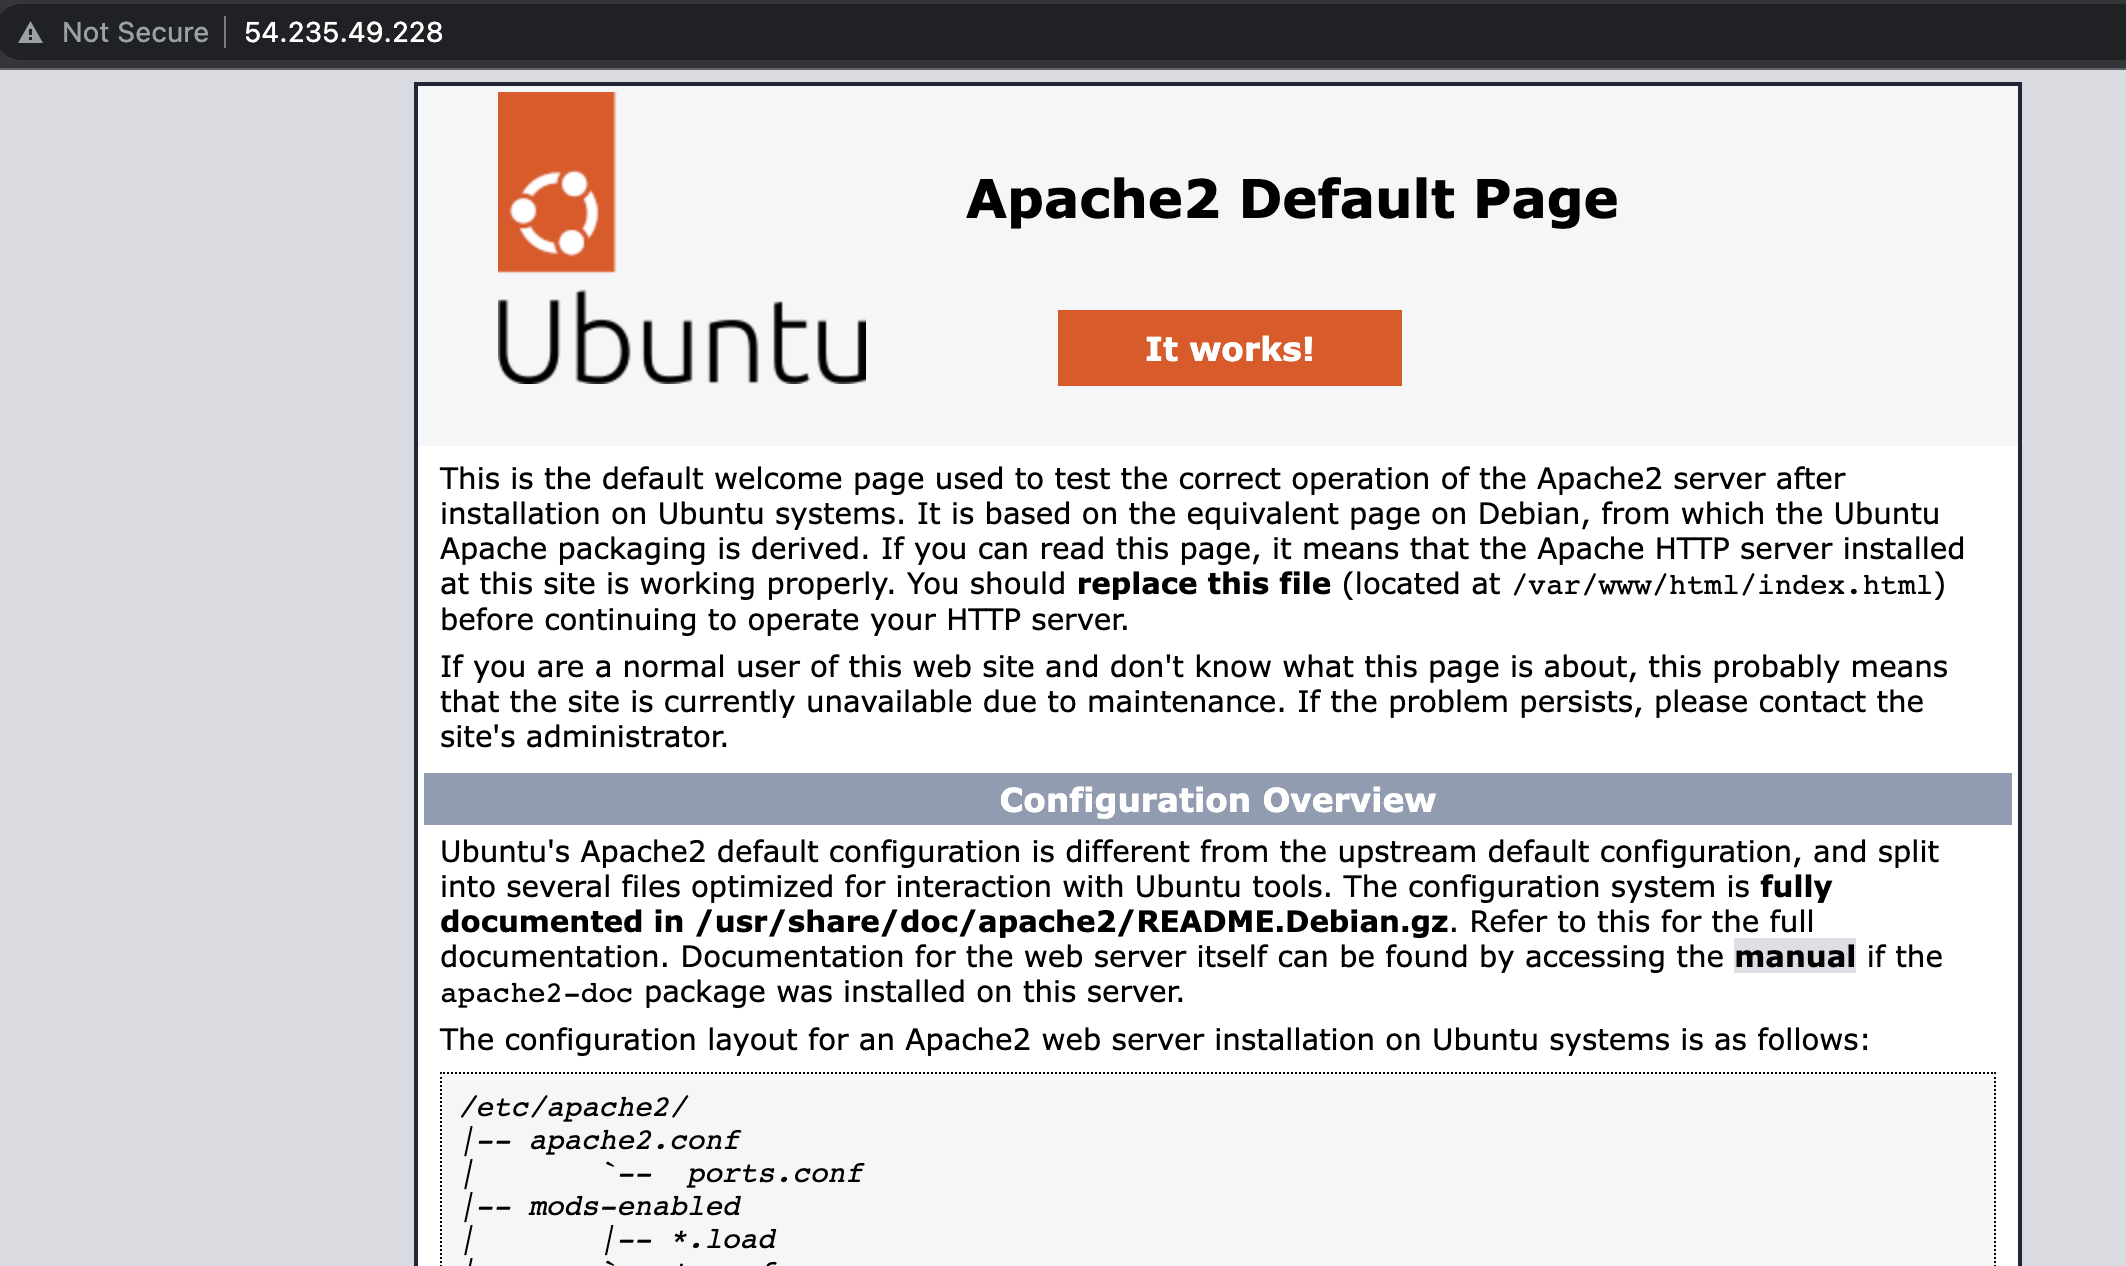 Not Secure | 54.235.49.228
Apache2 Default Page
Ubuntu
It works!
This is the default welcome page used to test the correct operation of the Apache2 server after
installation on Ubuntu systems. It is based on the equivalent page on Debian, from which the Ubuntu
Apache packaging is derived. If you can read this page, it means that the Apache HTTP server installed
at this site is working properly. You should replace this file (located at /var/www/html/index.html)
before continuing to operate your HTTP server.
If you are a normal user of this web site and don't know what this page is about, this probably means
that the site is currently unavailable due to maintenance. If the problem persists, please contact the
site's administrator.
Configuration Overview
Ubuntu's Apache2 default configuration is different from the upstream default configuration, and split
into several files optimized for interaction with Ubuntu tools. The configuration system is fully
documented in /usr/share/doc/apache2/README.Debian.gz. Refer to this for the full
documentation. Documentation for the web server itself can be found by accessing the manual if the
apache2-doc package was installed on this server.
The configuration layout for an Apache2 web server installation on Ubuntu systems is as follows:
/etc/apache2/
|-- apache2.conf
|       `--  ports.conf
|-- mods-enabled
|       |-- *.load